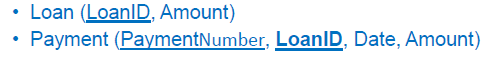 • Loan (LoanID, Amount)
• Payment (PaymentNumber, LoanID, Date, Amount)